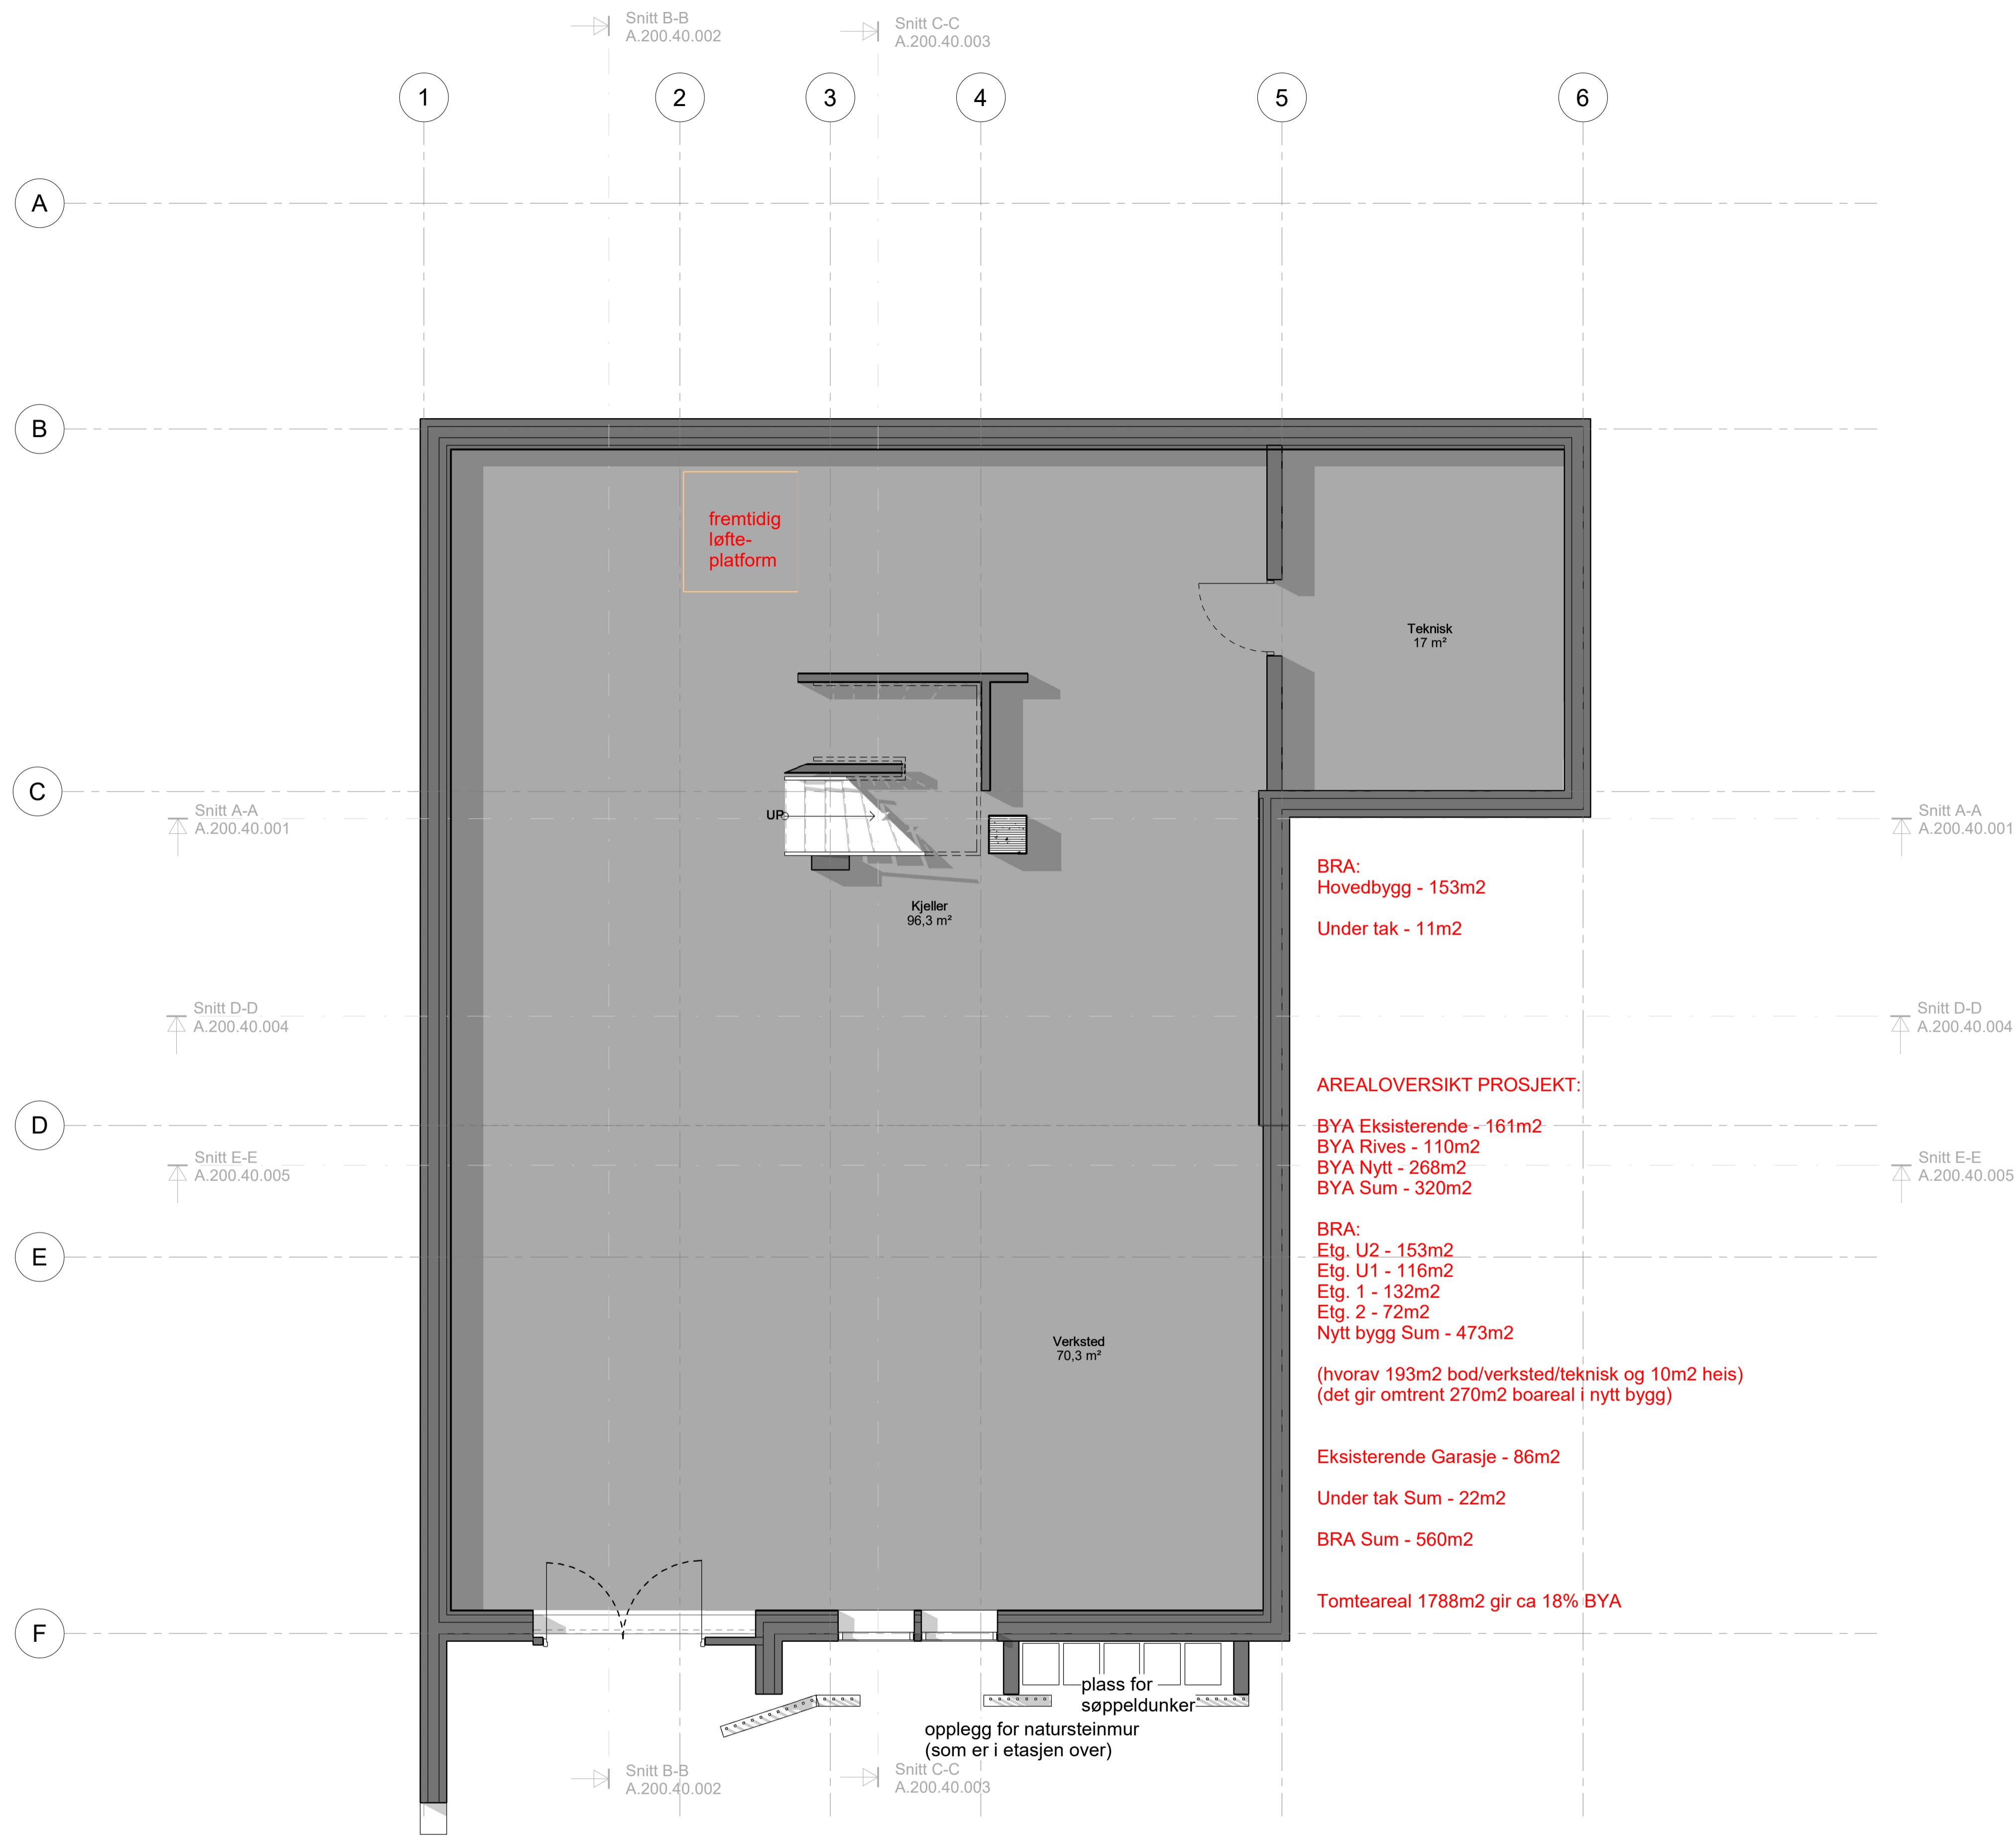 Snitt B-B
A.200.40.002
Snitt C-C
A.200.40.003
1
2
3
4
5
6
A
B
fremtidig
løfte-
platform
Teknisk
17 m²
C
Snitt A-A
A.200.40.001
UP
Snitt A-A
A.200.40.001
BRA:
Hovedbygg - 153m2
Under tak - 11m2
Kjeller
96,3 m²
Snitt D-D
A.200.40.004
Snitt D-D
A.200.40.004
AREALOVERSIKT PROSJEKT:
D
BYA Eksisterende - 161m2
BYA Rives - 110m2
BYA Nytt - 268m2
BYA Sum - 320m2
Snitt E-E
A.200.40.005
Snitt E-E
A.200.40.005
E
BRA:
Etg. U2 - 153m2
Etg. U1 - 116m2
Etg. 1 - 132m2
Etg. 2 - 72m2
Nytt bygg Sum - 473m2
Verksted
70,3 m²
(hvorav 193m2 bod/verksted/teknisk og 10m2 heis)
(det gir omtrent 270m2 boareal i nytt bygg)
Eksisterende Garasje - 86m2
Under tak Sum - 22m2
BRA Sum - 560m2
Tomteareal 1788m2 gir ca 18% BYA
F
plass for
søppeldunker
opplegg for natursteinmur
(som er i etasjen over)
Snitt B-B
A.200.40.002
Snitt C-C
A.200.40.003